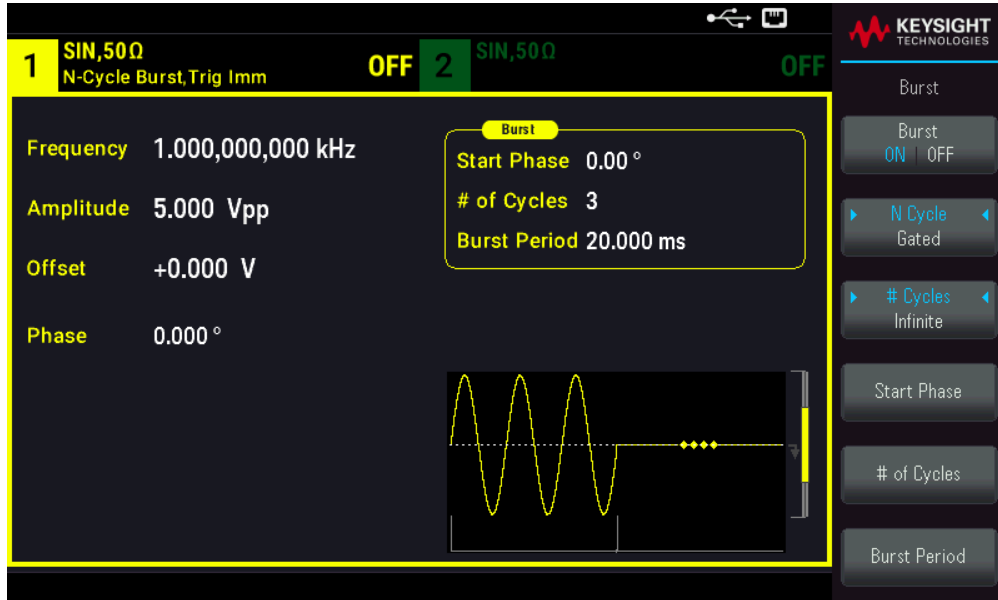 1
SIN,50Ω
N-Cycle Burst,Trig Imm
OFF
2
SIN,50Ω
OFF
Frequency 1.000,000,000 kHz
Amplitude 5.000 Vpp
Offset +0.000 V
Phase 0.000 °
Burst
Start Phase 0.00 °
# of Cycles 3
Burst Period 20.000 ms
KEYSIGHT
TECHNOLOGIES
Burst
Burst
ON | OFF
N Cycle
Gated
# Cycles
Infinite
Start Phase
# of Cycles
Burst Period